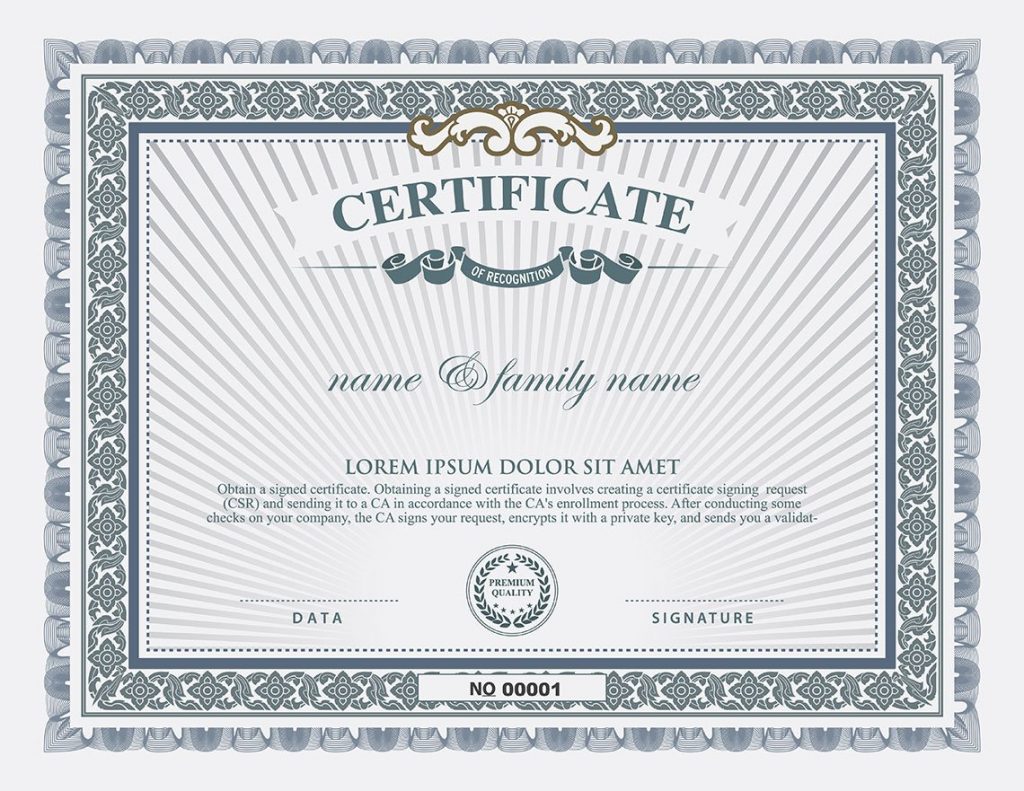 CERTIFICATE
OF RECOGNITION
name & family name
LOREM IPSUM DOLOR SIT AMET
Obtain a signed certificate. Obtaining a signed certificate involves creating a certificate signing request
(CSR) and sending it to a CA in accordance with the CA's enrollment process. After conducting some
checks on your company, the CA signs your request, encrypts it with a private key, and sends you a validat-
PREMIUM
QUALITY
DATA
SIGNATURE
NO 00001